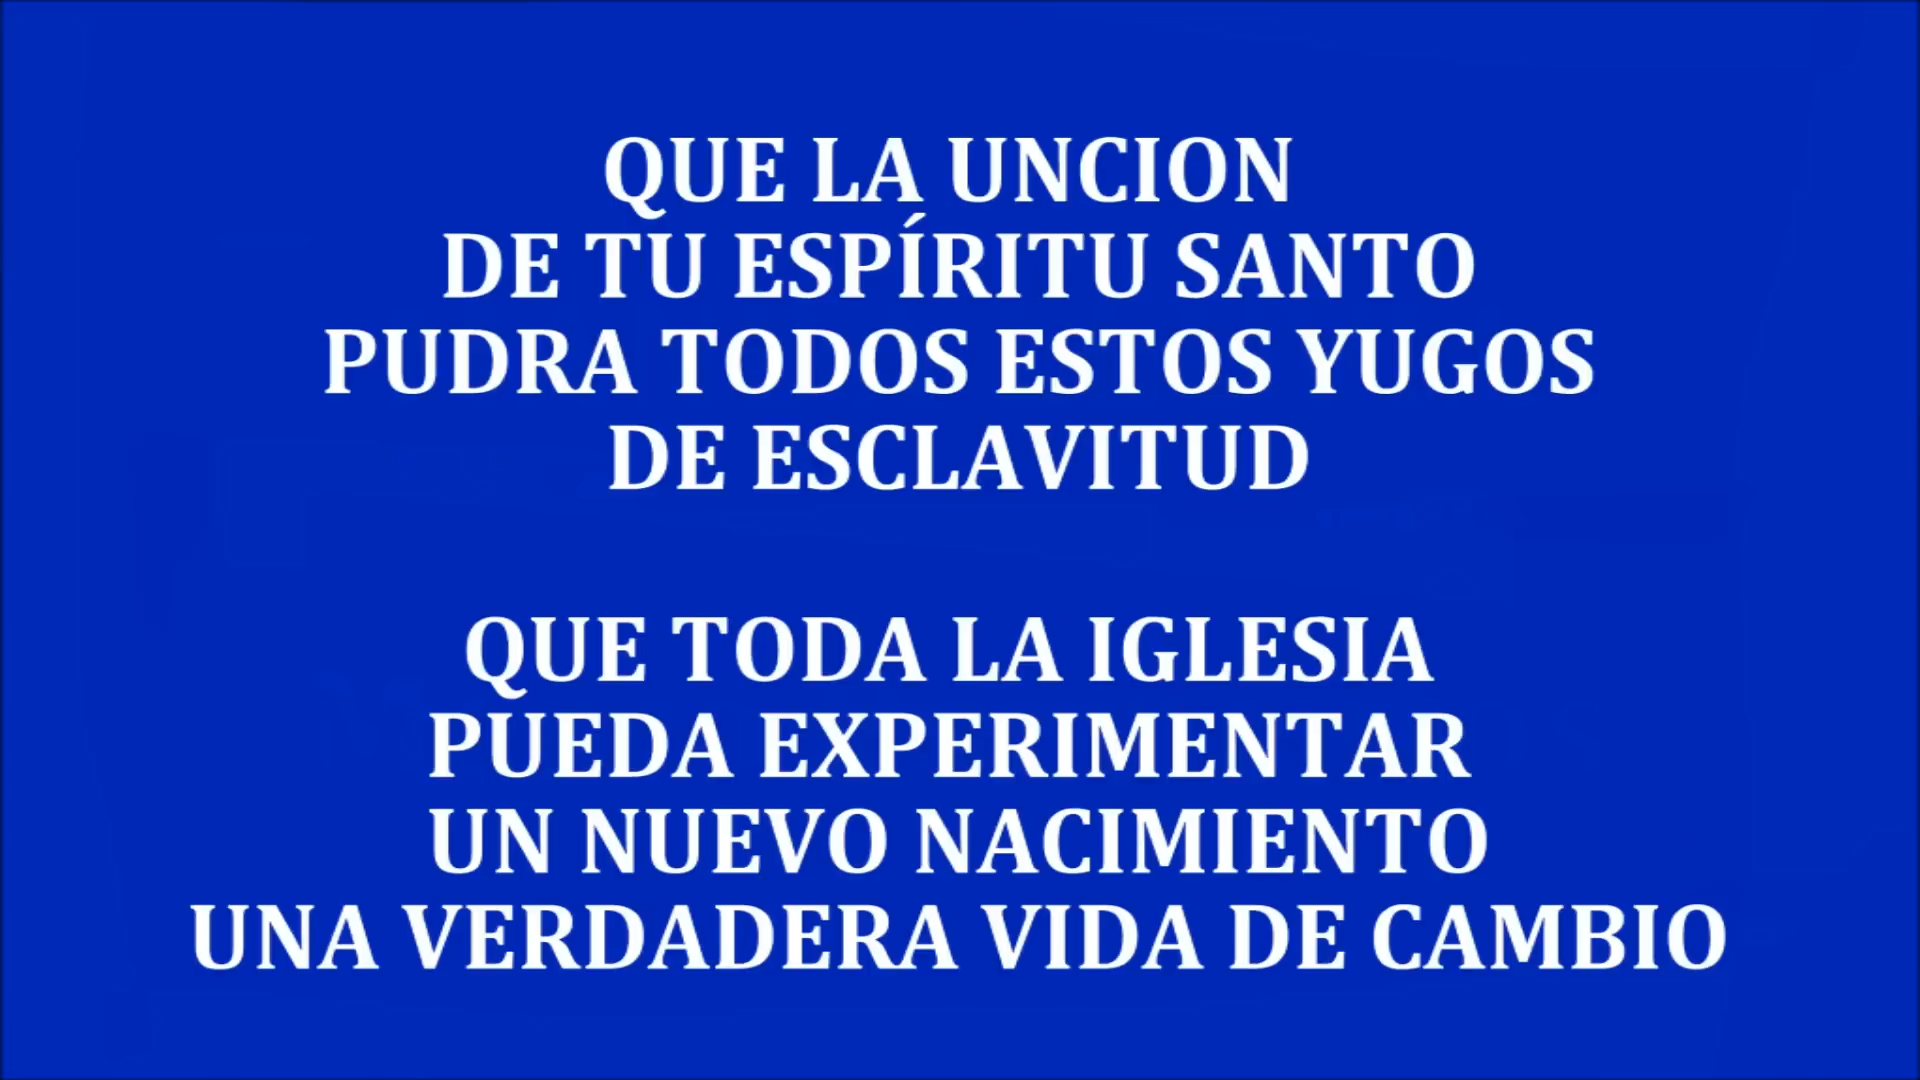 QUE LA UNCION
DE TU ESPÍRITU SANTO
PUDRA TODOS ESTOS YUGOS
DE ESCLAVITUD
QUE TODA LA IGLESIA
PUEDA EXPERIMENTAR
UN NUEVO NACIMIENTO
UNA VERDADERA VIDA DE CAMBIO